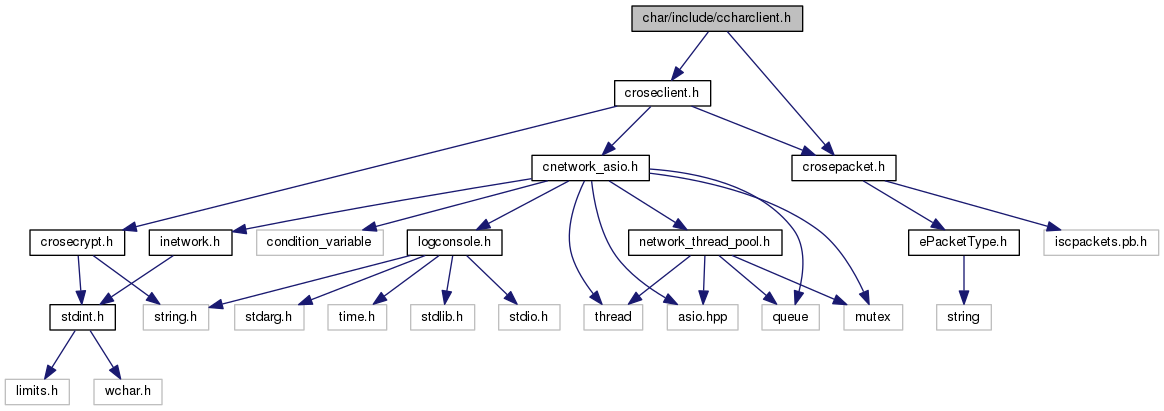 char/include/ccharclient.h
croseclient.h
cnetwork_asio.h
crosepacket.h
crosecrypt.h
inetwork.h
condition_variable
logconsole.h
network_thread_pool.h
ePacketType.h
iscpackets.pb.h
stdint.h
string.h
stdarg.h
time.h
stdlib.h
stdio.h
thread
asio.hpp
queue
mutex
string
limits.h
wchar.h